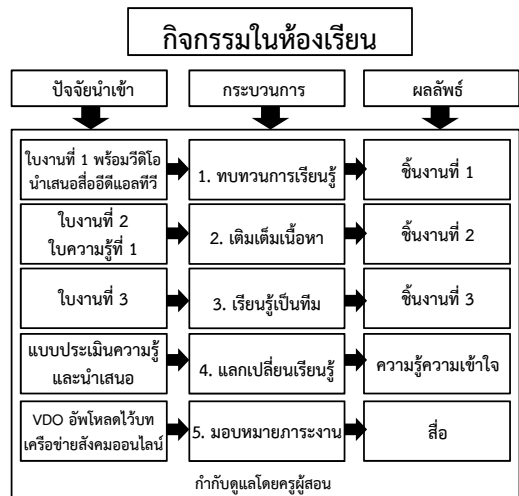 กิจกรรมในห้องเรียน
ปัจจัยนำเข้า
กระบวนการ
ผลลัพธ์
ใบงานที่ 1 พร้อมวีดิโอ
นำเสนอสื่ออีดีแอลทีวี
1. ทบทวนการเรียนรู้
ชิ้นงานที่ 1
ใบงานที่ 2
ใบความรู้ที่ 1
2. เติมเต็มเนื้อหา
ชิ้นงานที่ 2
ใบงานที่ 3
3. เรียนรู้เป็นทีม
ชิ้นงานที่ 3
แบบประเมินความรู้
และนำเสนอ
4. แลกเปลี่ยนเรียนรู้
ความรู้ความเข้าใจ
VDO อัพโหลดไว้บท
เครือข่ายสังคมออนไลน์
5. มอบหมายภาระงาน
สื่อ
กำกับดูแลโดยครูผู้สอน